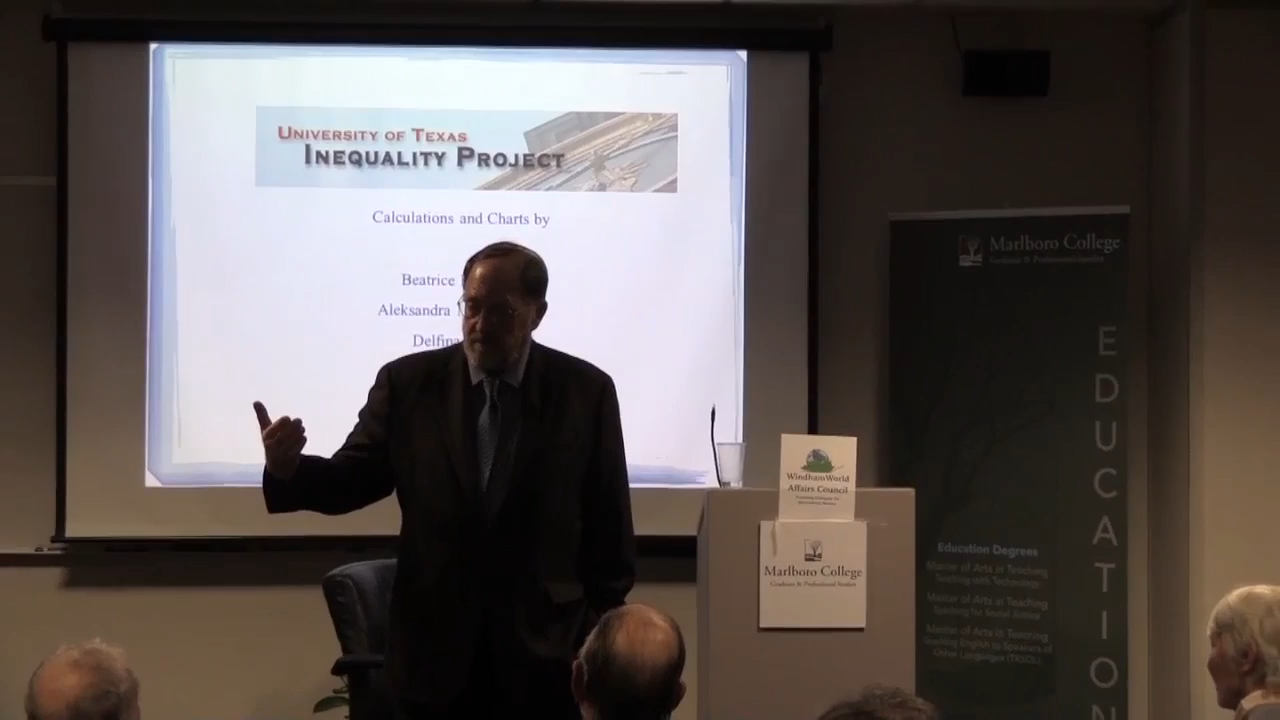 UNIVERSITY OF TEXAS
INEQUALITY PROJECT
Calculations and Charts by
Beatrice
Aleksandra
Delfina
Marlboro College
Graduate & Professional Studies
EDUCATION
Education Degrees
Master of Arts in Teaching
Teaching with Technology
Master of Arts in Teaching
Teaching for Social Justice
Master of Arts in Teaching
Teaching English to Speakers of
Other Languages (TESOL)
Windham World
Affairs Council
Marlboro College
Graduate & Professional Studies